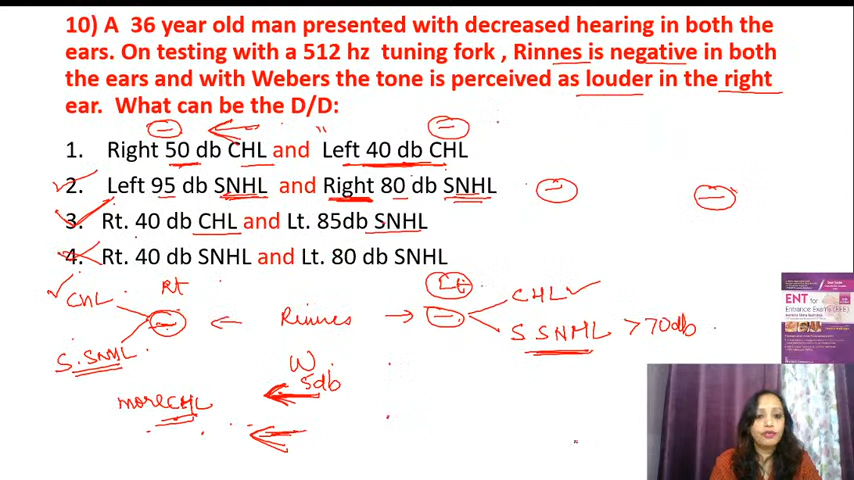 10) A 36 year old man presented with decreased hearing in both the
ears. On testing with a 512 hz tuning fork , Rinnes is negative in both
the ears and with Webers the tone is perceived as louder in the right
ear. What can be the D/D:
1. Right 50 db CHL and Left 40 db CHL
2. Left 95 db SNHL and Right 80 db SNHL
3. Rt. 40 db CHL and Lt. 85db SNHL
4. Rt. 40 db SNHL and Lt. 80 db SNHL
CHL Rt Rinnes Lt CHL
S.SNHL S SNHL >70db
W
5db
more CHL
ENT for
Entrance Exams (EEE)